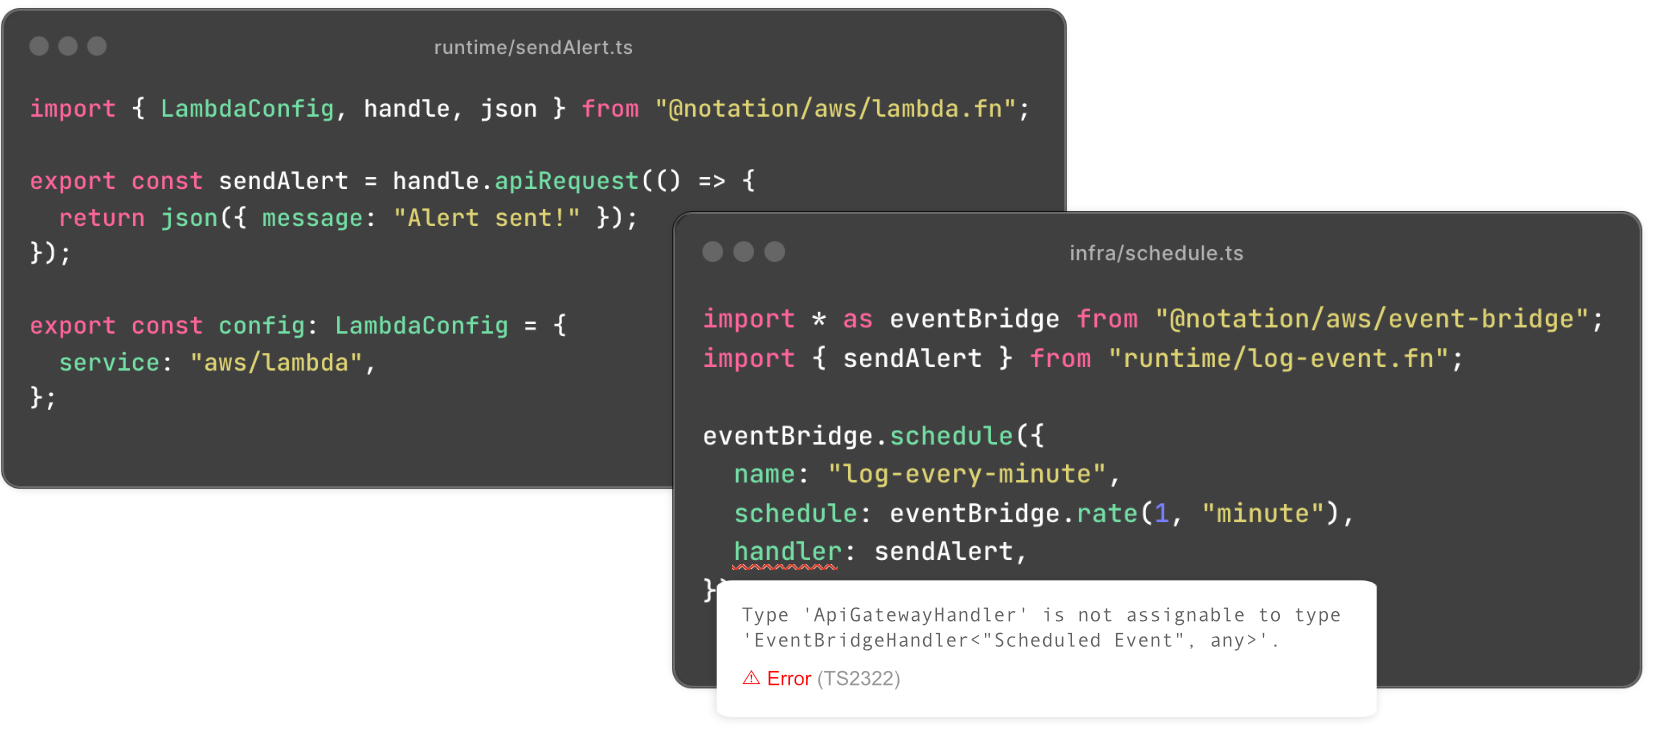 runtime/sendAlert.ts
import { LambdaConfig, handle, json } from "@notation/aws/lambda.fn";
export const sendAlert = handle.apiRequest(() => {
  return json({ message: "Alert sent!" });
});
export const config: LambdaConfig = {
  service: "aws/lambda",
};
infra/schedule.ts
import * as eventBridge from "@notation/aws/event-bridge";
import { sendAlert } from "runtime/log-event.fn";
eventBridge.schedule({
  name: "log-every-minute",
  schedule: eventBridge.rate(1, "minute"),
  handler: sendAlert,
}
Type 'ApiGatewayHandler' is not assignable to type
'EventBridgeHandler<"Scheduled Event", any>'.
⚠ Error (TS2322)